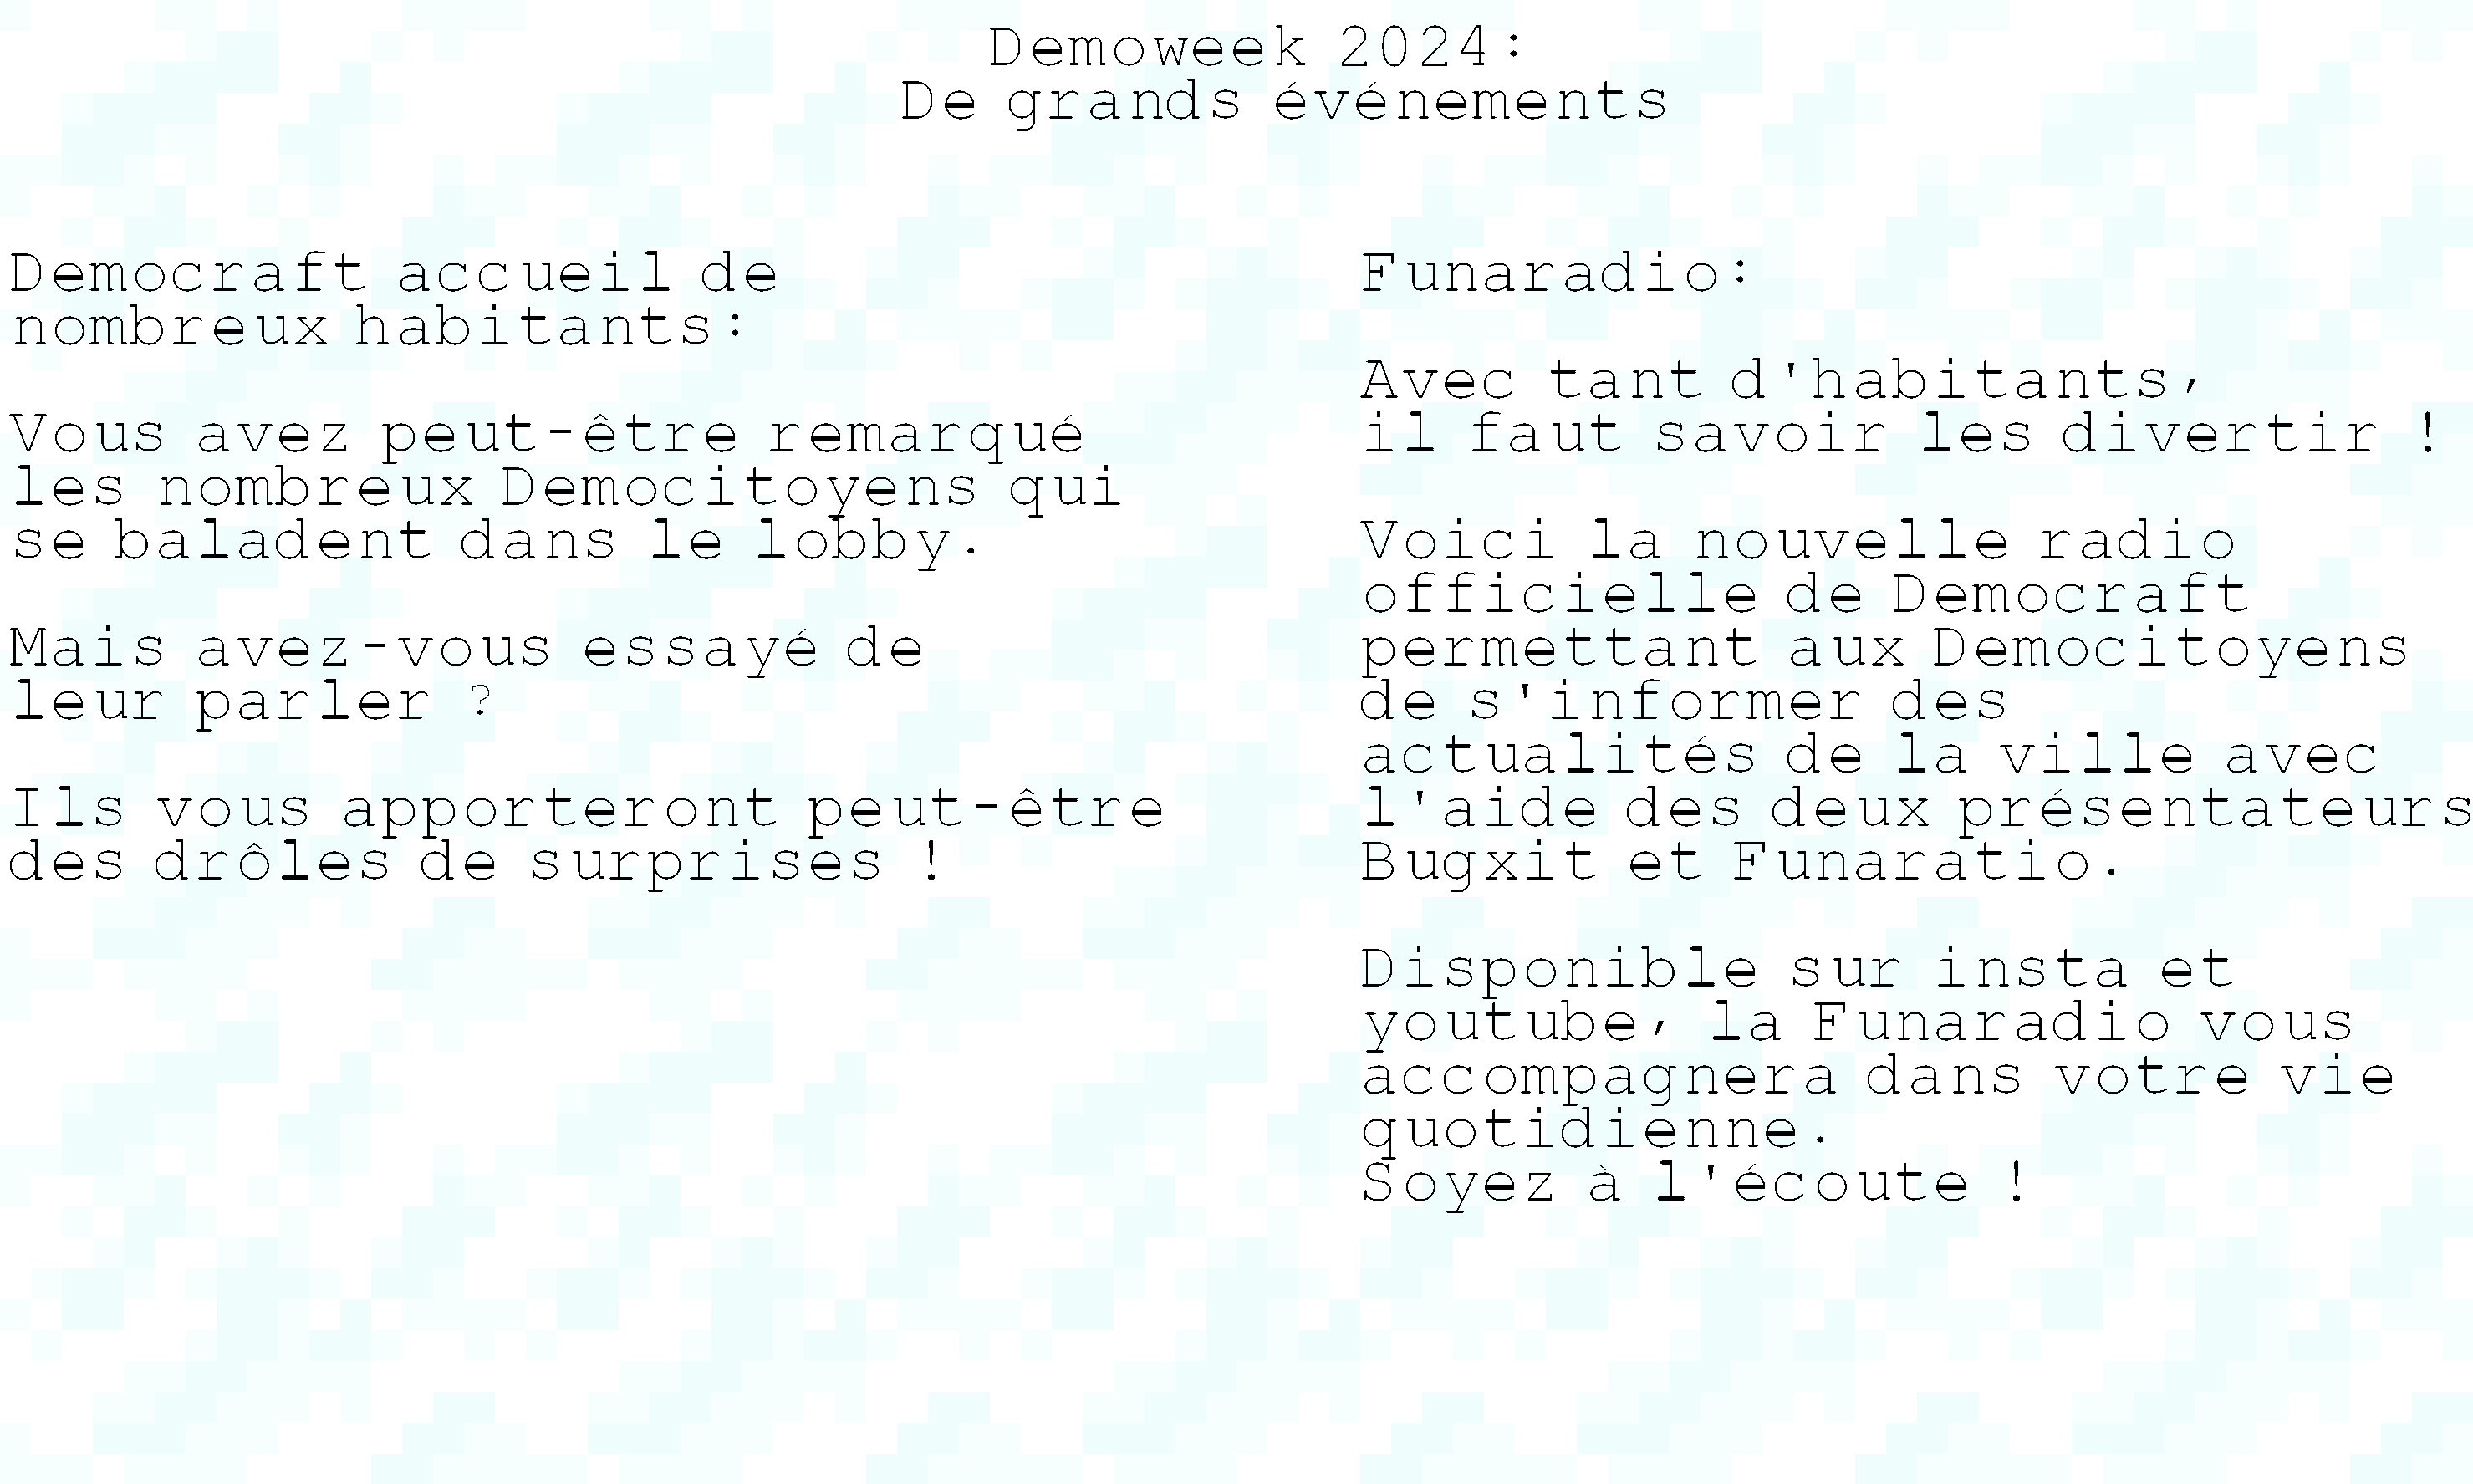 Demoweek 2024:
De grands événements
Democraft accueil de
nombreux habitants:
Vous avez peut-être remarqué
les nombreux Democitoyens qui
se baladent dans le lobby.
Mais avez-vous essayé de
leur parler ?
Ils vous apporteront peut-être
des drôles de surprises !
Funaradio:
Avec tant d'habitants,
il faut savoir les divertir !
Voici la nouvelle radio
officielle de Democraft
permettant aux Democitoyens
de s'informer des
actualités de la ville avec
l'aide des deux présentateurs
Bugxit et Funaratio.
Disponible sur insta et
youtube, la Funaradio vous
accompagnera dans votre vie
quotidienne.
Soyez à l'écoute !